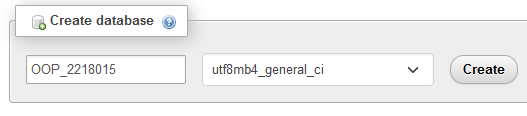 Create database
OOP_2218015
utf8mb4_general_ci
Create